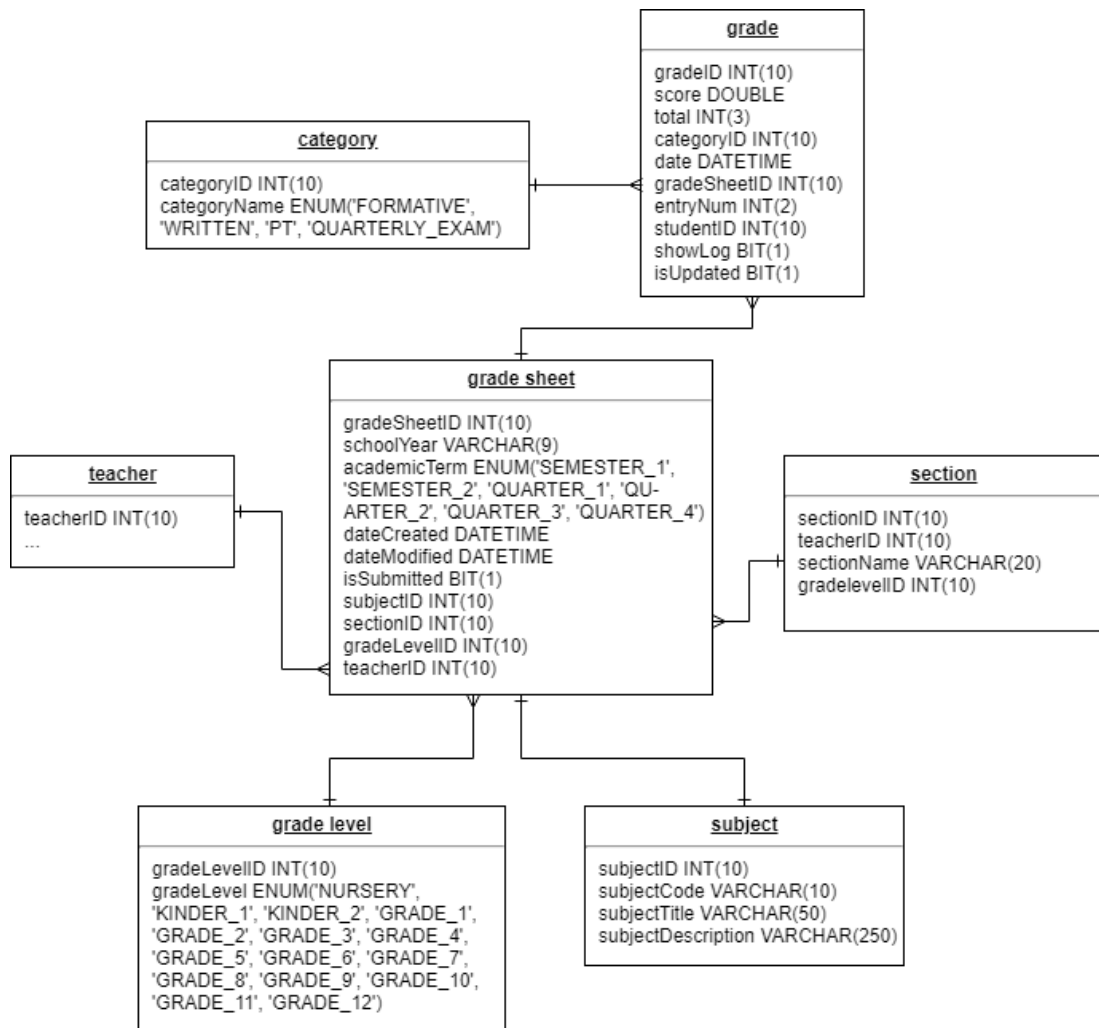 grade
gradeID INT(10)
score DOUBLE
total INT(3)
categoryID INT(10)
date DATETIME
gradeSheetID INT(10)
entryNum INT(2)
studentID INT(10)
showLog BIT(1)
isUpdated BIT(1)
category
categoryID INT(10)
categoryName ENUM('FORMATIVE',
'WRITTEN', 'PT', 'QUARTERLY_EXAM')
grade sheet
gradeSheetID INT(10)
schoolYear VARCHAR(9)
academicTerm ENUM('SEMESTER_1',
'SEMESTER_2', 'QUARTER_1', 'QU-
ARTER_2', 'QUARTER_3', 'QUARTER_4')
dateCreated DATETIME
dateModified DATETIME
isSubmitted BIT(1)
subjectID INT(10)
sectionID INT(10)
gradeLevelID INT(10)
teacherID INT(10)
teacher
teacherID INT(10)
...
section
sectionID INT(10)
teacherID INT(10)
sectionName VARCHAR(20)
gradelevelID INT(10)
grade level
gradeLevelID INT(10)
gradeLevel ENUM('NURSERY',
'KINDER_1', 'KINDER_2', 'GRADE_1',
'GRADE_2', 'GRADE_3', 'GRADE_4',
'GRADE_5', 'GRADE_6', 'GRADE_7',
'GRADE_8', 'GRADE_9', 'GRADE_10',
'GRADE_11', 'GRADE_12')
subject
subjectID INT(10)
subjectCode VARCHAR(10)
subjectTitle VARCHAR(50)
subjectDescription VARCHAR(250)